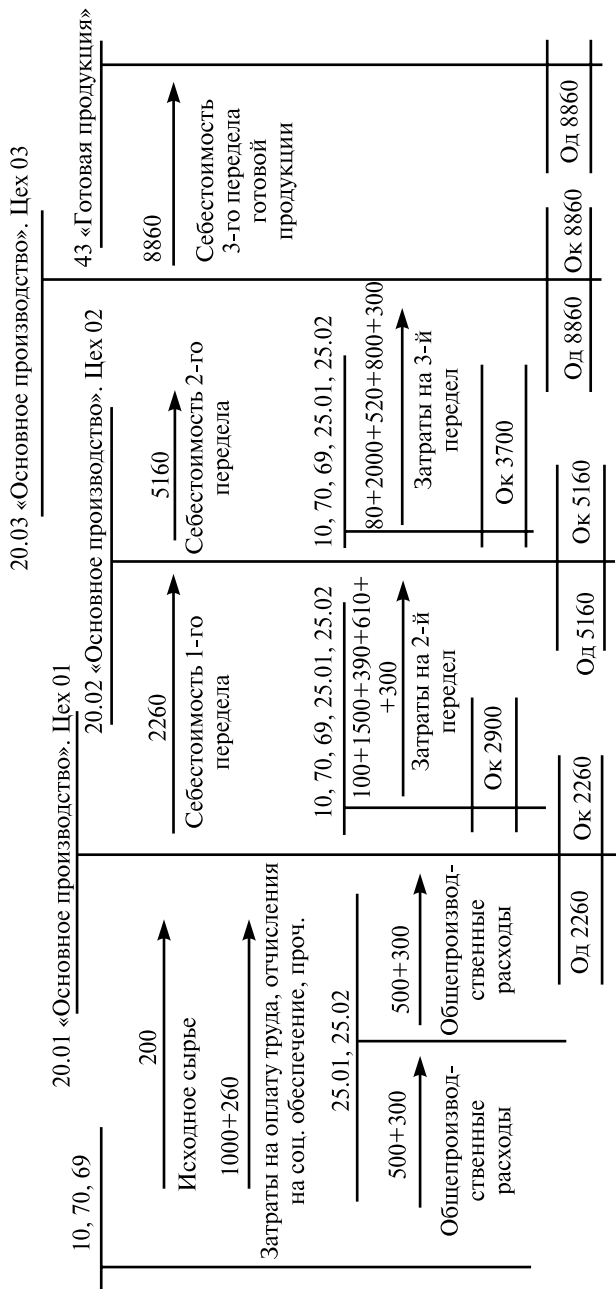 10, 70, 69
20.01 «Основное производство». Цех 01
20.02 «Основное производство». Цех 02
20.03 «Основное производство». Цех 03
43 «Готовая продукция»
200
Исходное сырье
1000+260
Затраты на оплату труда, отчисления
на соц. обеспечение, проч.
25.01, 25.02
500+300
Общепроизвод-
ственные
расходы
500+300
Общепроизвод-
ственные
расходы
Од 2260
Ок 2260
2260
Себестоимость 1-го
передела
10, 70, 69, 25.01, 25.02
100+1500+390+610+
+300
Затраты на 2-й
передел
Ок 2900
Од 5160
Ок 5160
5160
Себестоимость 2-го
передела
10, 70, 69, 25.01, 25.02
80+2000+520+800+300
Затраты на 3-й
передел
Ок 3700
Од 8860
Ок 8860
8860
Себестоимость
3-го передела
готовой
продукции
Од 8860